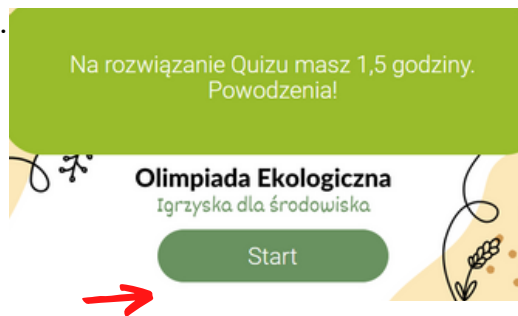 .
Na rozwiązanie Quizu masz 1,5 godziny.
Powodzenia!
Olimpiada Ekologiczna
Igrzyska dla środowiska
Start